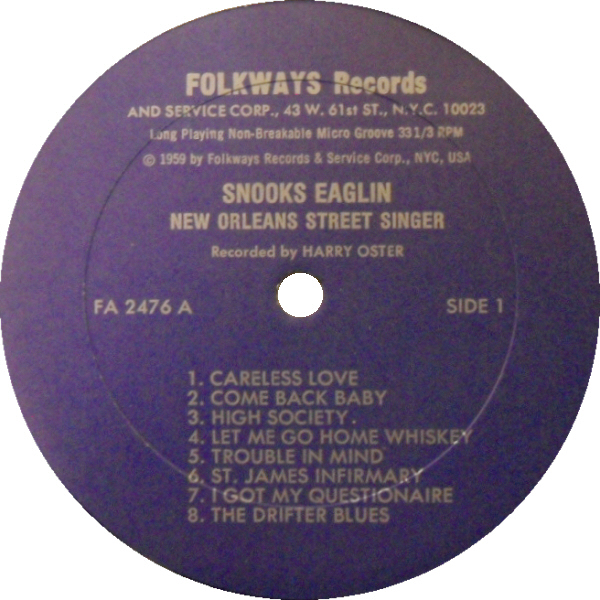 FOLKWAYS Records
AND SERVICE CORP., 43 W. 61st ST., N.Y.C. 10023
Long Playing Non-Breakable Micro Groove 33 1/3 RPM
© 1959 by Folkways Records & Service Corp., NYC, USA
SNOOKS EAGLIN
NEW ORLEANS STREET SINGER
Recorded by HARRY OSTER
FA 2476 A
SIDE 1
1. CARELESS LOVE
2. COME BACK BABY
3. HIGH SOCIETY.
4. LET ME GO HOME WHISKEY
5. TROUBLE IN MIND
6. ST. JAMES INFIRMARY
7. I GOT MY QUESTIONAIRE
8. THE DRIFTER BLUES